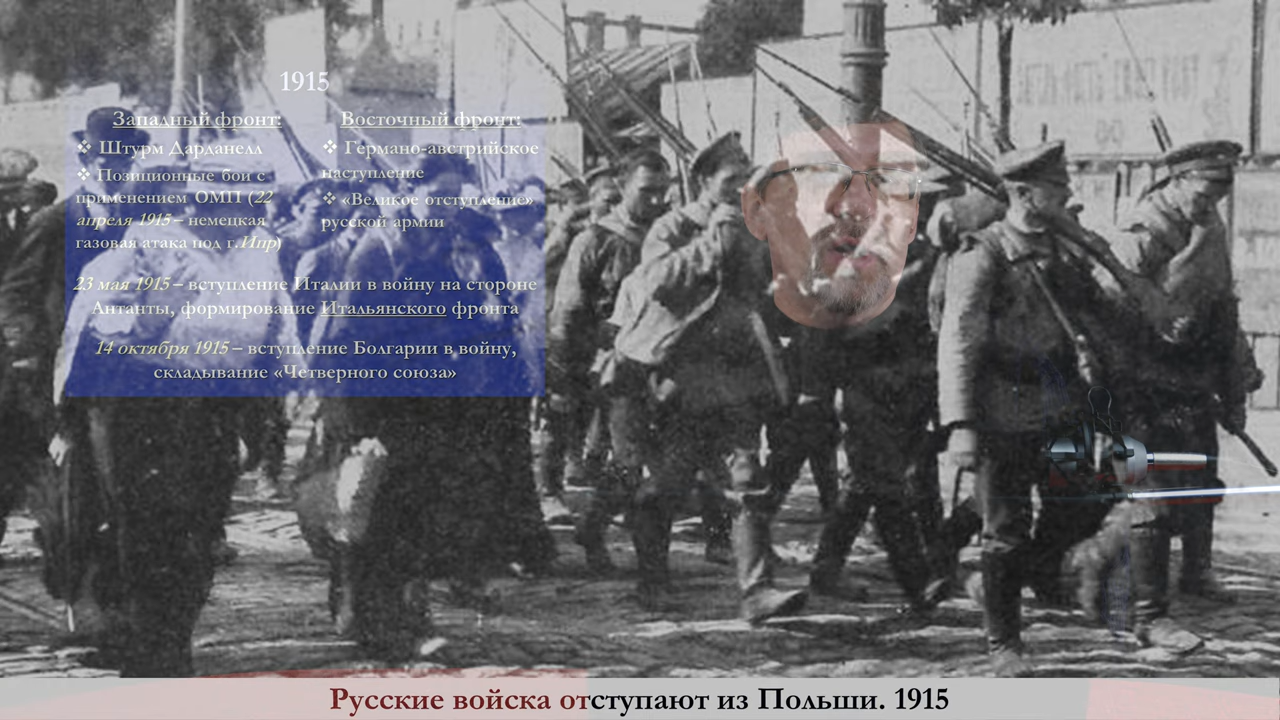 1915
Западный фронт:
❖ Штурм Дарданелл
❖ Позиционные бои с
применением ОМП (22
апреля 1915 – немецкая
газовая атака под г.Ипр)
Восточный фронт:
❖ Германо-австрийское
наступление
❖ «Великое отступление»
русской армии
23 мая 1915 – вступление Италии в войну на стороне
Антанты, формирование Итальянского фронта
14 октября 1915 – вступление Болгарии в войну,
складывание «Четверного союза»
Русские войска отступают из Польши. 1915